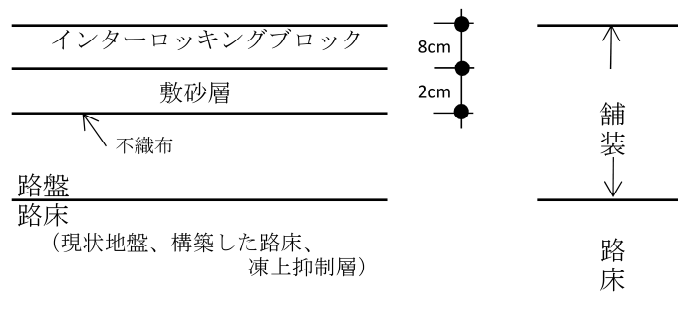 インターロッキングブロック
8cm
敷砂層
2cm
不織布
舗装
路盤
路床
(現状地盤、構築した路床、
凍上抑制層)
路床